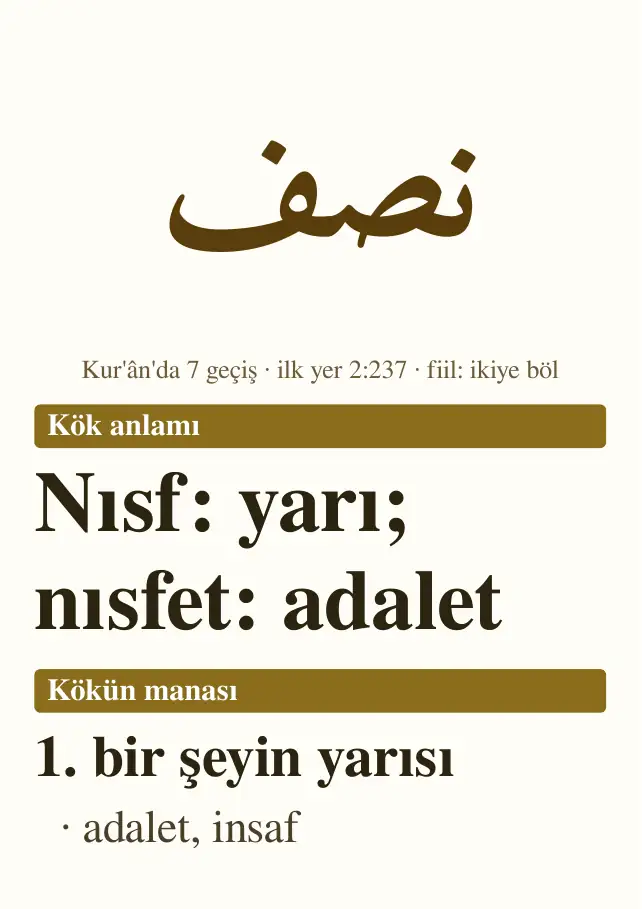 نصف
Kur'ân'da 7 geçiş · ilk yer 2:237 · fiil: ikiye böl
Kök anlamı
Nısf: yarı;
nısfet: adalet
Kökün manası
1. bir şeyin yarısı
· adalet, insaf